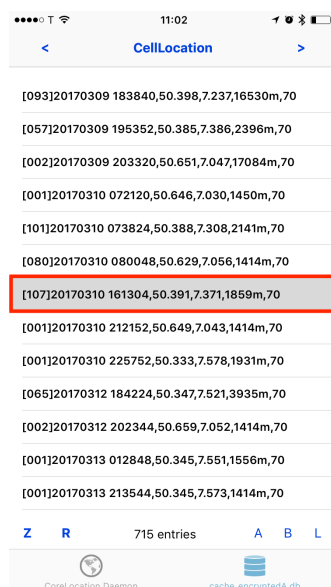 T 11:02
< CellLocation >
[093]20170309 183840,50.398,7.237,16530m,70
[057]20170309 195352,50.385,7.386,2396m,70
[002]20170309 203320,50.651,7.047,17084m,70
[001]20170310 072120,50.646,7.030,1450m,70
[101]20170310 073824,50.388,7.308,2141m,70
[080]20170310 080048,50.629,7.056,1414m,70
[107]20170310 161304,50.391,7.371,1859m,70
[001]20170310 212152,50.649,7.043,1414m,70
[001]20170310 225752,50.333,7.578,1931m,70
[065]20170312 184224,50.347,7.521,3935m,70
[002]20170312 202344,50.659,7.052,1414m,70
[001]20170313 012848,50.345,7.551,1556m,70
[001]20170313 213544,50.345,7.573,1414m,70
Z R 715 entries A B L
CoreLocation Daemon cache_encryptedA.db